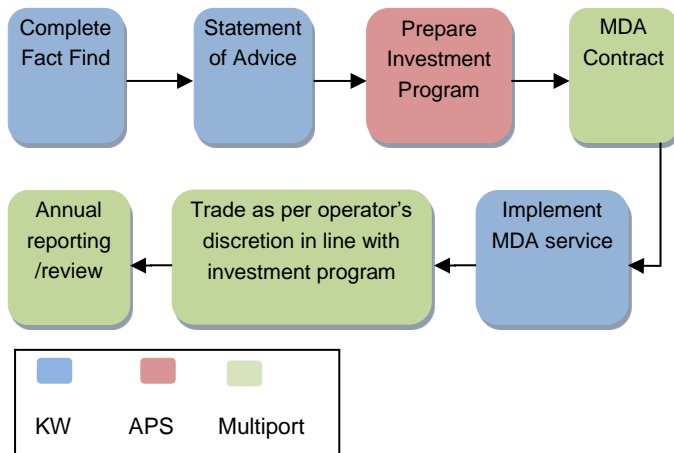 Complete
Fact Find
Statement
of Advice
Prepare
Investment
Program
MDA
Contract
Annual
reporting
/review
Trade as per operator’s
discretion in line with
investment program
Implement
MDA service
KW APS Multiport